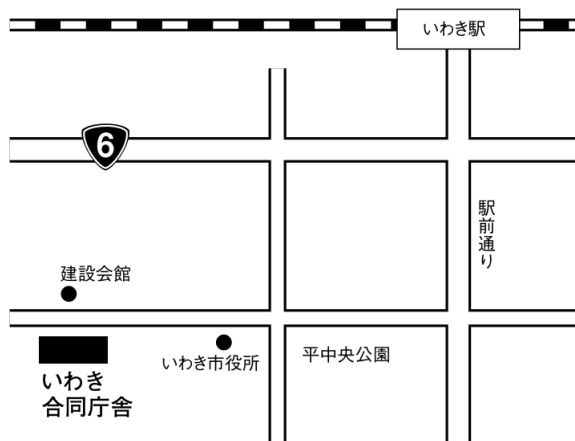 いわき駅
6
駅前通り
建設会館
いわき市役所
平中央公園
いわき
合同庁舎